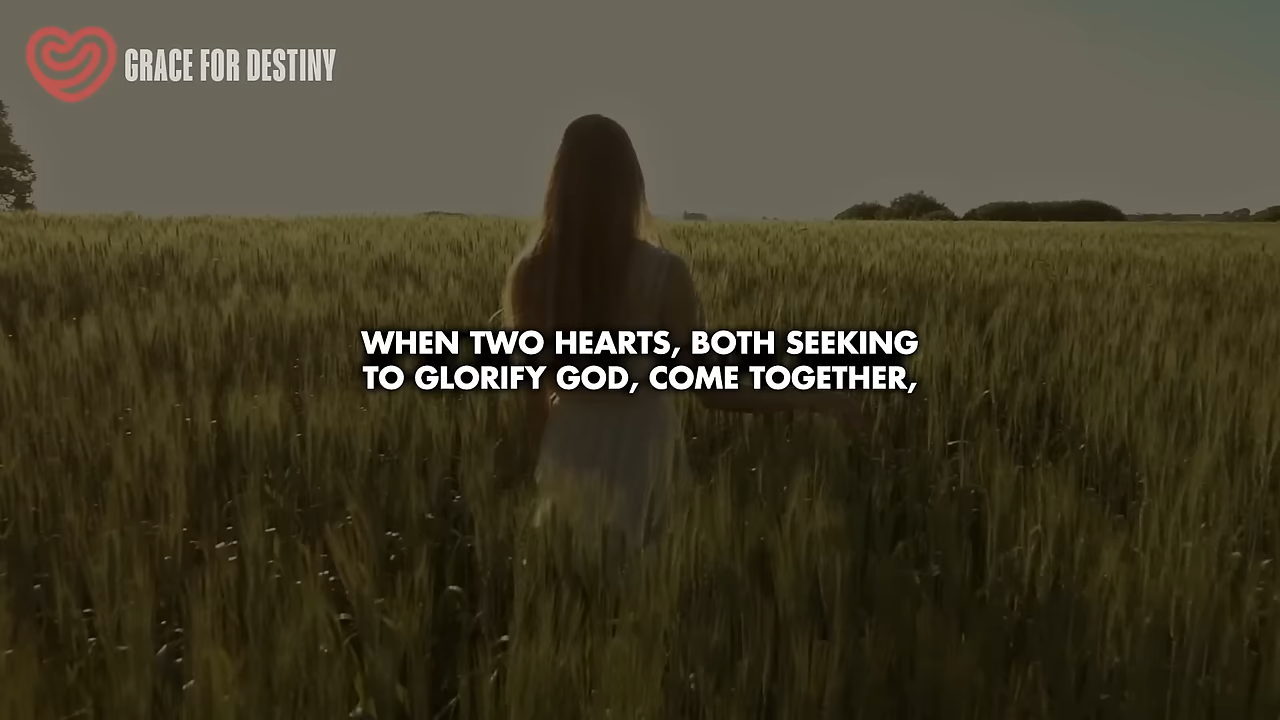 GRACE FOR DESTINY
WHEN TWO HEARTS, BOTH SEEKING
TO GLORIFY GOD, COME TOGETHER,